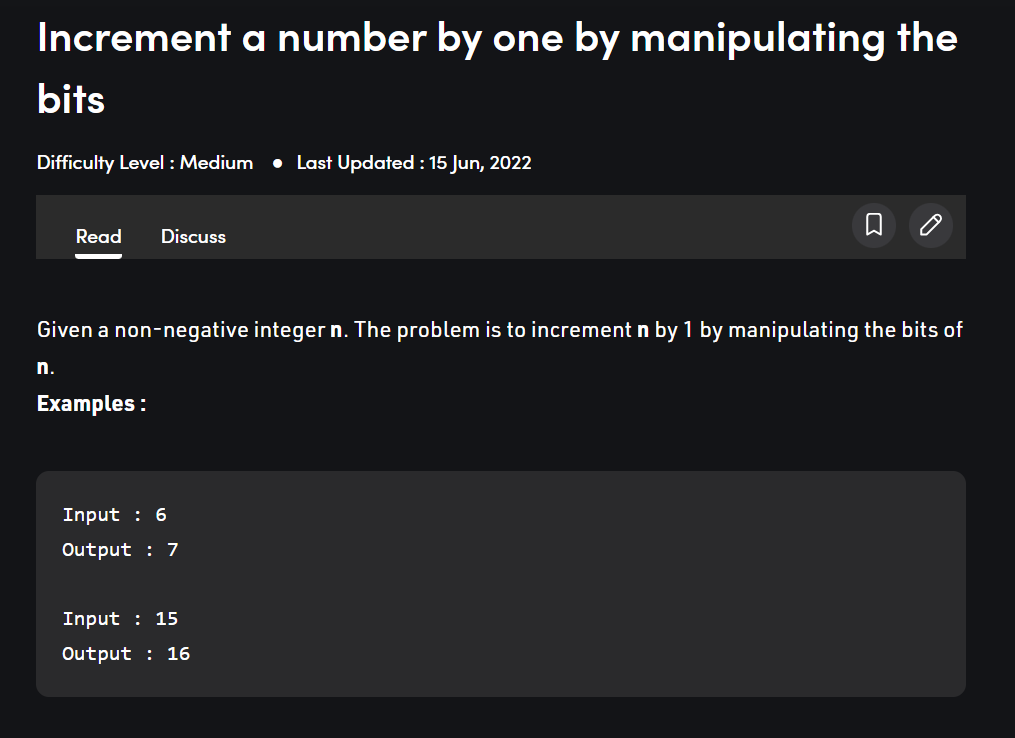 Increment a number by one by manipulating the
bits
Difficulty Level : Medium ● Last Updated : 15 Jun, 2022
Read Discuss
Given a non-negative integer n. The problem is to increment n by 1 by manipulating the bits of
n.
Examples :
Input : 6
Output : 7
Input : 15
Output : 16